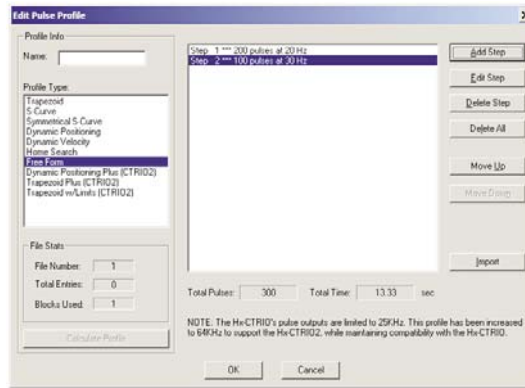 Edit Pulse Profile
Profile Info
Name:
Profile Type:
Trapezoid
S-Curve
Symmetrical S-Curve
Dynamic Positioning
Dynamic Velocity
Home Search
Free Form
Dynamic Positioning Plus (CTRIO2)
Trapezoid Plus (CTRIO2)
Trapezoid w/Limits (CTRIO2)
File Stats
File Number: 1
Total Entries: 0
Blocks Used: 1
Calculate Profile
Step 1 *** 200 pulses at 20 Hz
Step 2 *** 100 pulses at 30 Hz
Add Step
Edit Step
Delete Step
Delete All
Move Up
Move Down
Import
Total Pulses: 300 Total Time: 13.33 sec
NOTE: The Hx-CTRIO's pulse outputs are limited to 25KHz. This profile has been increased
to 64KHz to support the Hx-CTRIO2, while maintaining compatibility with the Hx-CTRIO.
OK Cancel